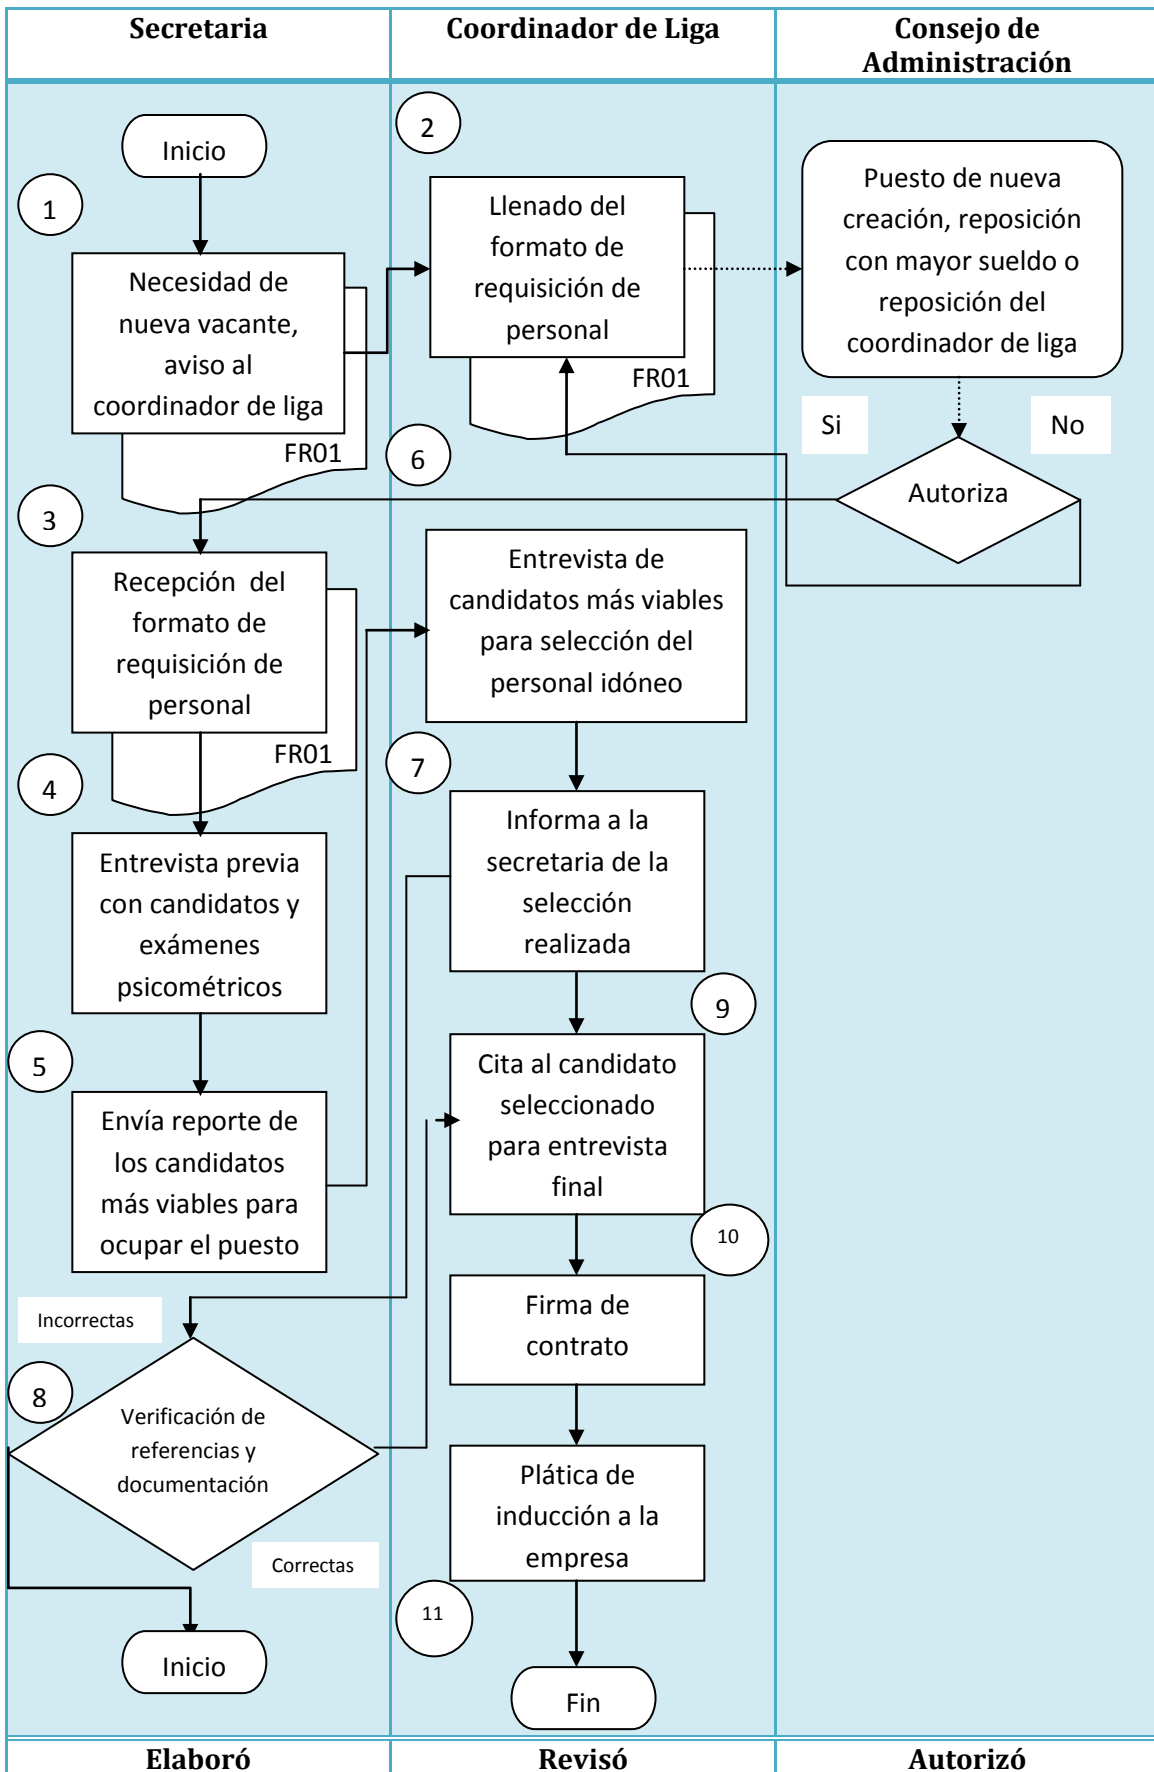 Secretaria
Coordinador de Liga
Consejo de
Administración
Inicio
1
Necesidad de
nueva vacante,
aviso al
coordinador de liga
FR01
2
Llenado del
formato de
requisición de
personal
FR01
Puesto de nueva
creación, reposición
con mayor sueldo o
reposición del
coordinador de liga
Si
No
Autoriza
3
Recepción del
formato de
requisición de
personal
FR01
4
Entrevista previa
con candidatos y
exámenes
psicométricos
5
Envía reporte de
los candidatos
más viables para
ocupar el puesto
6
Entrevista de
candidatos más viables
para selección del
personal idóneo
7
Informa a la
secretaria de la
selección
realizada
Incorrectas
8
Verificación de
referencias y
documentación
Correctas
Inicio
9
Cita al candidato
seleccionado
para entrevista
final
10
Firma de
contrato
Plática de
inducción a la
empresa
11
Fin
Elaboró
Revisó
Autorizó